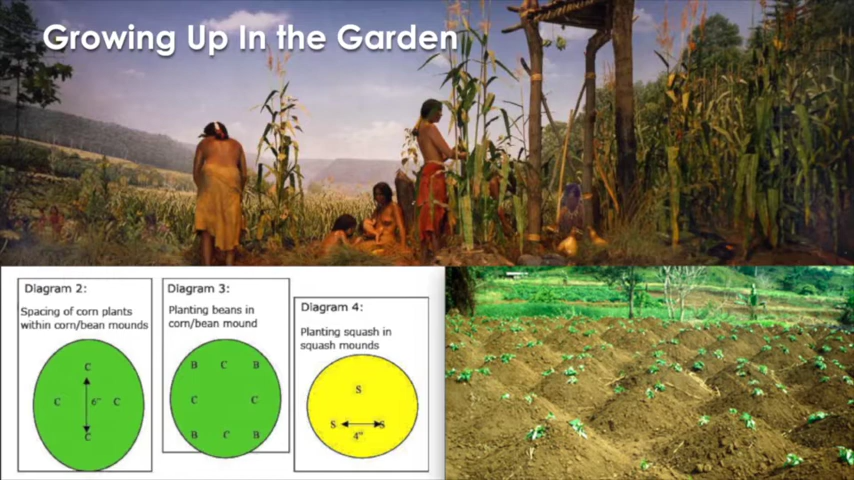 Growing Up In the Garden
Diagram 2:
Spacing of corn plants
within corn/bean mounds
C
C
6"
C
C
Diagram 3:
Planting beans in
corn/bean mound
B C B
C C
B C B
Diagram 4:
Planting squash in
squash mounds
S
S S
4"